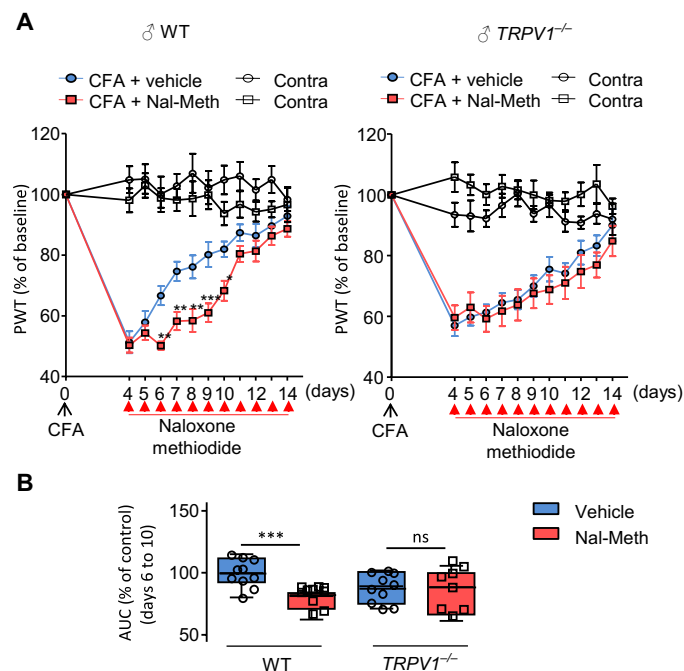 A
♂ WT
♂ TRPV1–/–
CFA + vehicle
Contra
CFA + Nal-Meth
Contra
CFA + vehicle
Contra
CFA + Nal-Meth
Contra
PWT (% of baseline)
120
100
80
60
40
** ** ** *** *
0 4 5 6 7 8 9 10 11 12 14 (days)
CFA
Naloxone
methiodide
PWT (% of baseline)
120
100
80
60
40
0 4 5 6 7 8 9 10 11 12 14 (days)
CFA
Naloxone
methiodide
B
AUC (% of control)
(days 6 to 10)
150
100
50
***
ns
WT
TRPV1–/–
Vehicle
Nal-Meth